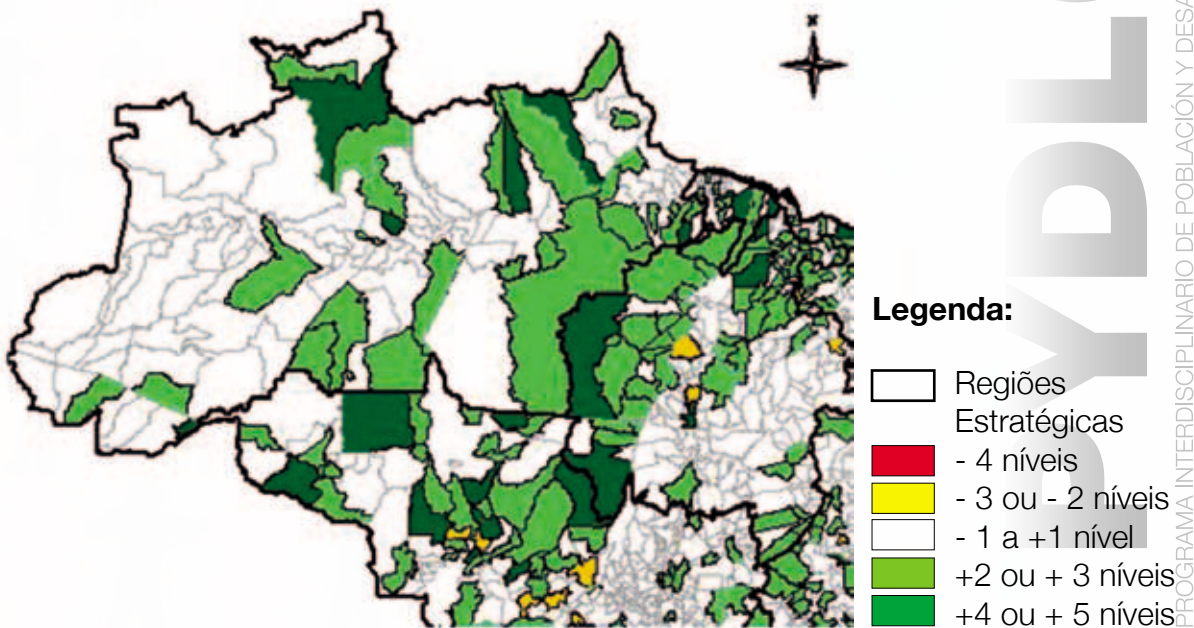 Legenda:
Regiões
Estratégicas
- 4 níveis
- 3 ou - 2 níveis
- 1 a +1 nível
+2 ou + 3 níveis
+4 ou + 5 níveis
PYDLO
PROGRAMA INTERDISCIPLINARIO DE POBLACIÓN Y DESA